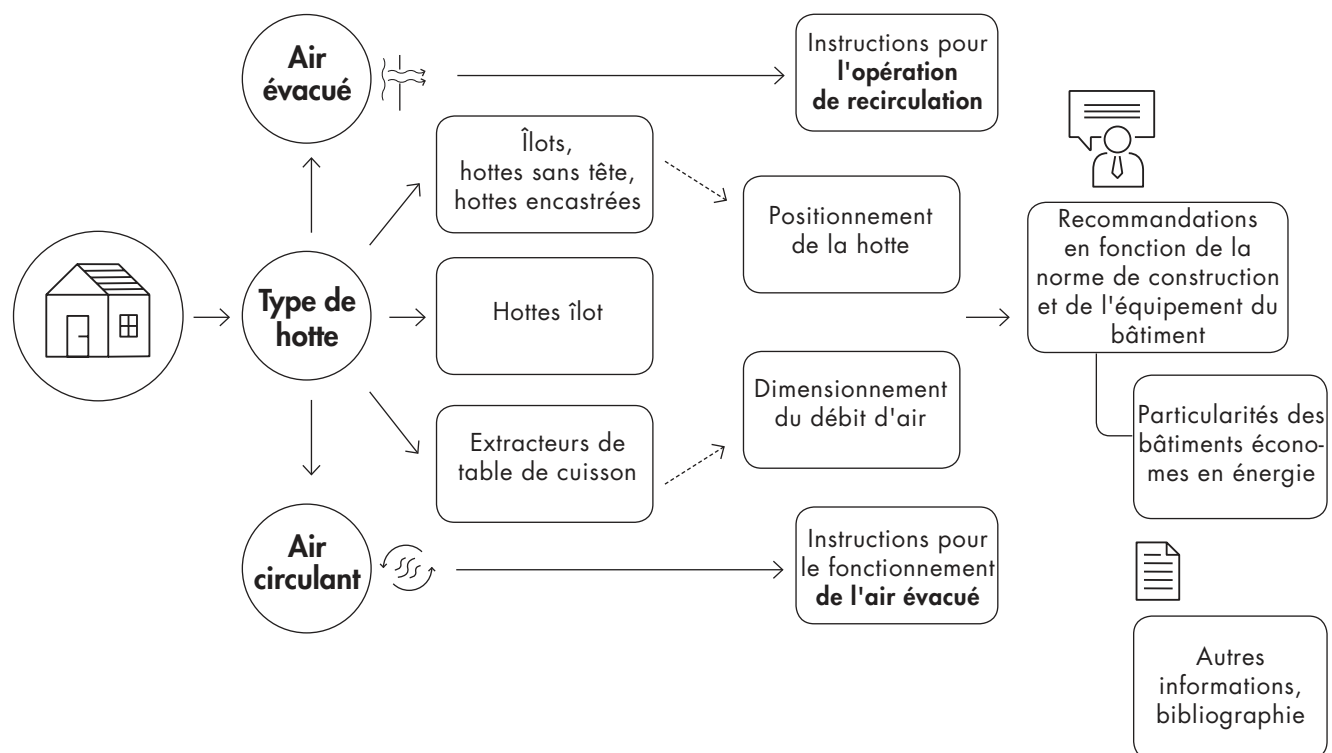 Air
évacué
Instructions pour
l'opération
de recirculation
Îlots,
hottes sans tête,
hottes encastrées
Positionnement
de la hotte
Recommandations
en fonction de la
norme de construction
et de l'équipement du
bâtiment
Type de
hotte
Hottes îlot
Dimensionnement
du débit d'air
Extracteurs de
table de cuisson
Particularités des
bâtiments écono-
mes en énergie
Air
circulant
Instructions pour
le fonctionnement
de l'air évacué
Autres
informations,
bibliographie